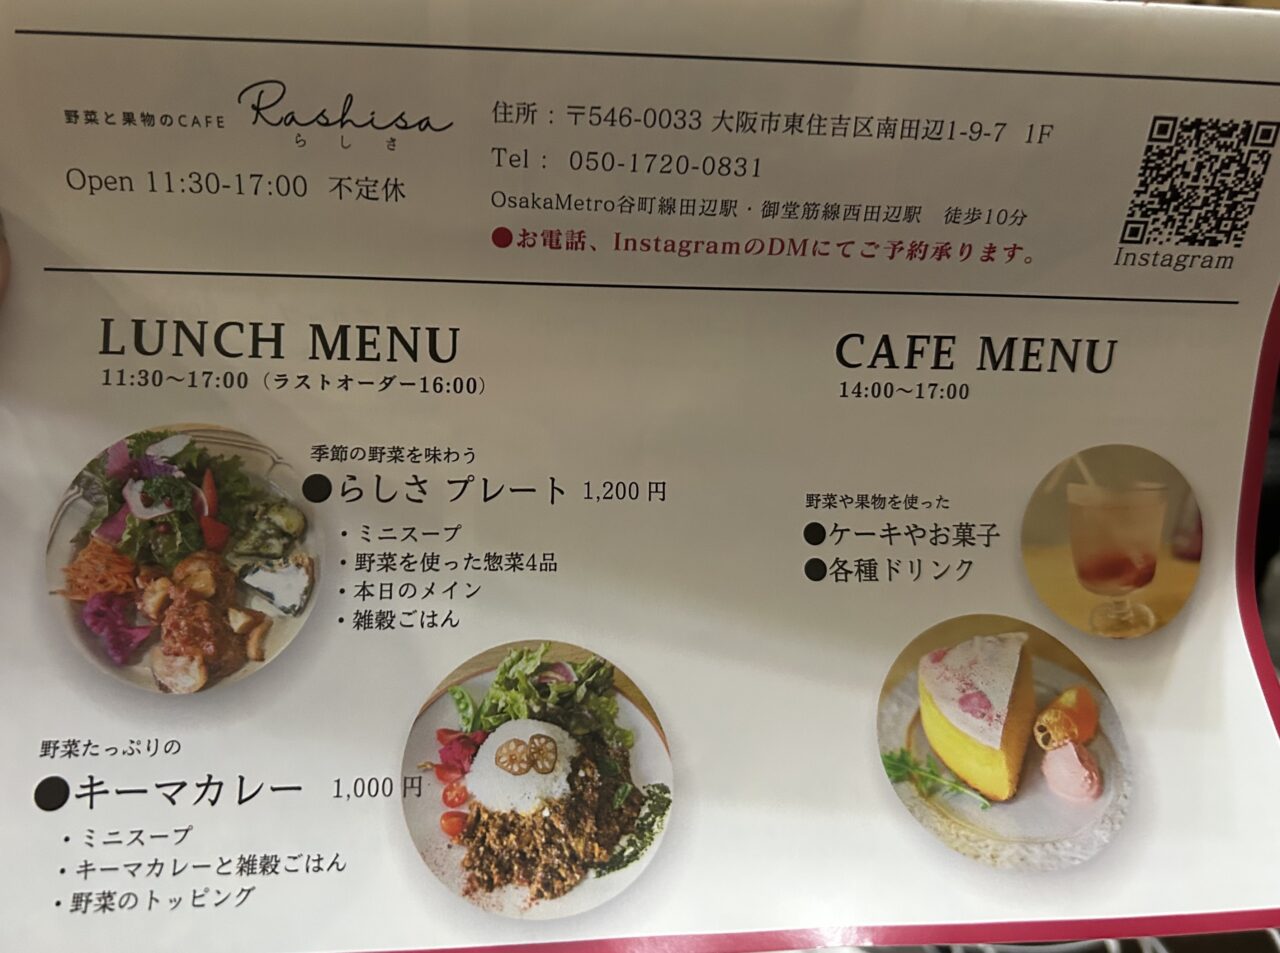 野菜と果物のCAFE Rashisa
らしさ
Open 11:30-17:00 不定休
住所：〒546-0033 大阪市東住吉区南田辺1-9-7 1F
Tel： 050-1720-0831
OsakaMetro谷町線田辺駅・御堂筋線西田辺駅 徒歩10分
●お電話、InstagramのDMにてご予約承ります。
Instagram
LUNCH MENU
11:30～17:00（ラストオーダー16:00）
季節の野菜を味わう
●らしさ プレート 1,200 円
・ミニスープ
・野菜を使った惣菜4品
・本日のメイン
・雑穀ごはん
野菜たっぷりの
●キーマカレー 1,000 円
・ミニスープ
・キーマカレーと雑穀ごはん
・野菜のトッピング
CAFE MENU
14:00～17:00
野菜や果物を使った
●ケーキやお菓子
●各種ドリンク